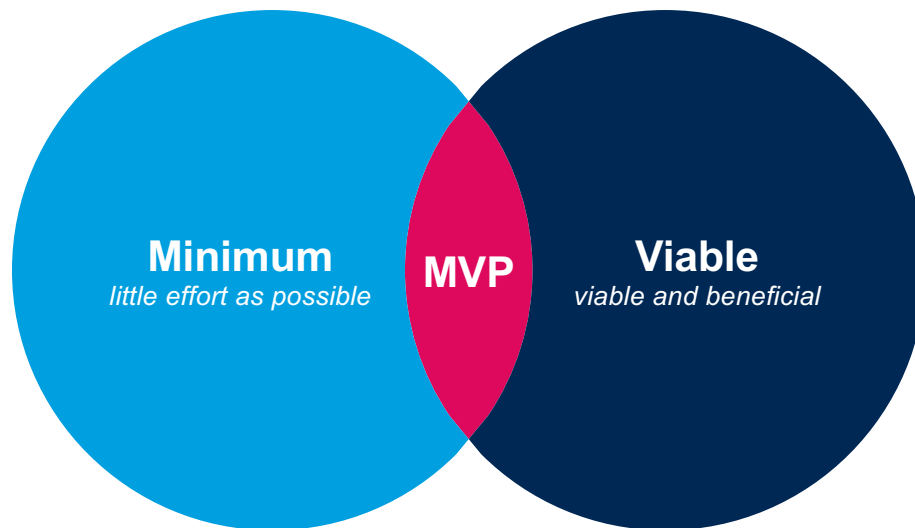 Minimum
little effort as possible
MVP
Viable
viable and beneficial